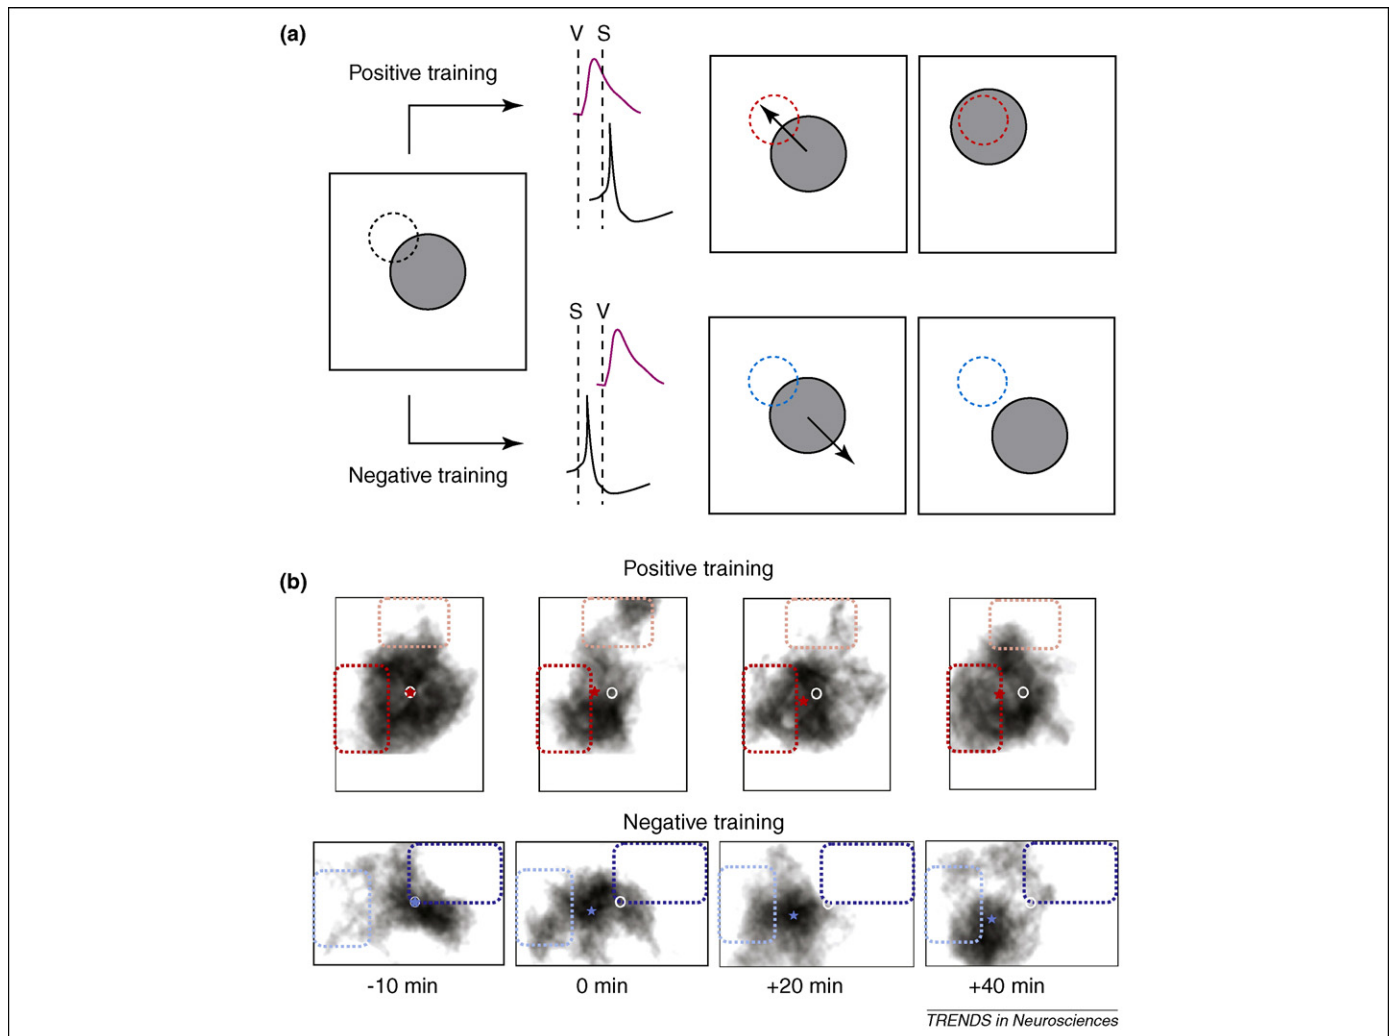 (a)
V S
Positive training
S V
Negative training
(b)
Positive training
Negative training
-10 min
0 min
+20 min
+40 min
TRENDS in Neurosciences